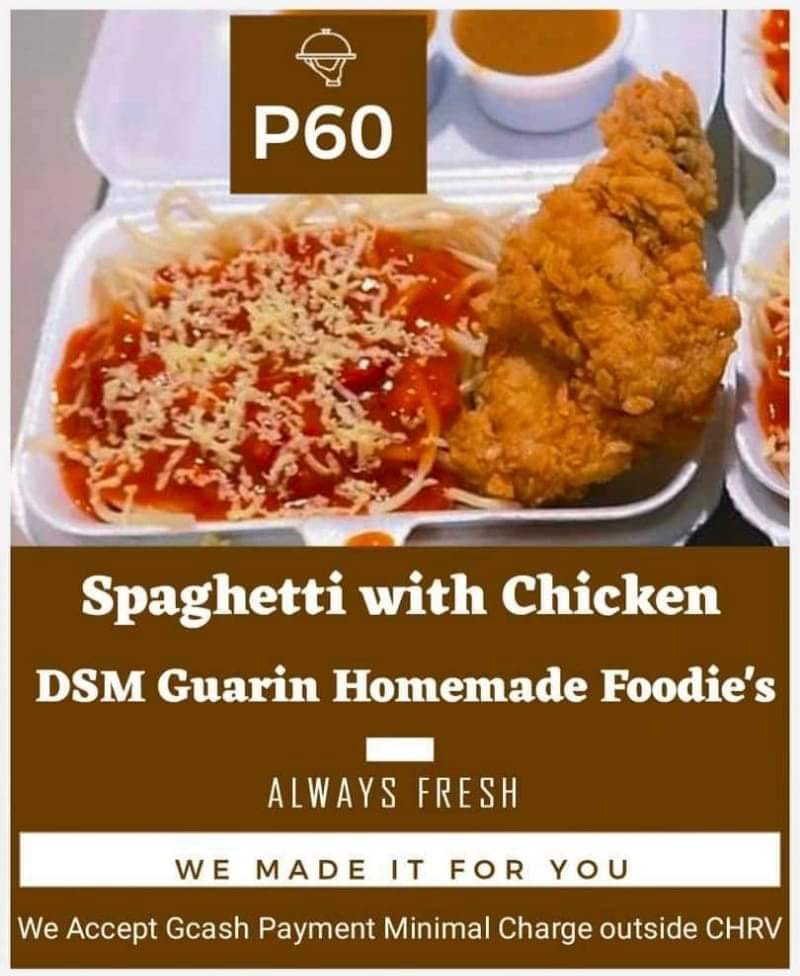 P60
Spaghetti with Chicken
DSM Guarin Homemade Foodie's
ALWAYS FRESH
WE MADE IT FOR YOU
We Accept Gcash Payment Minimal Charge outside CHRV